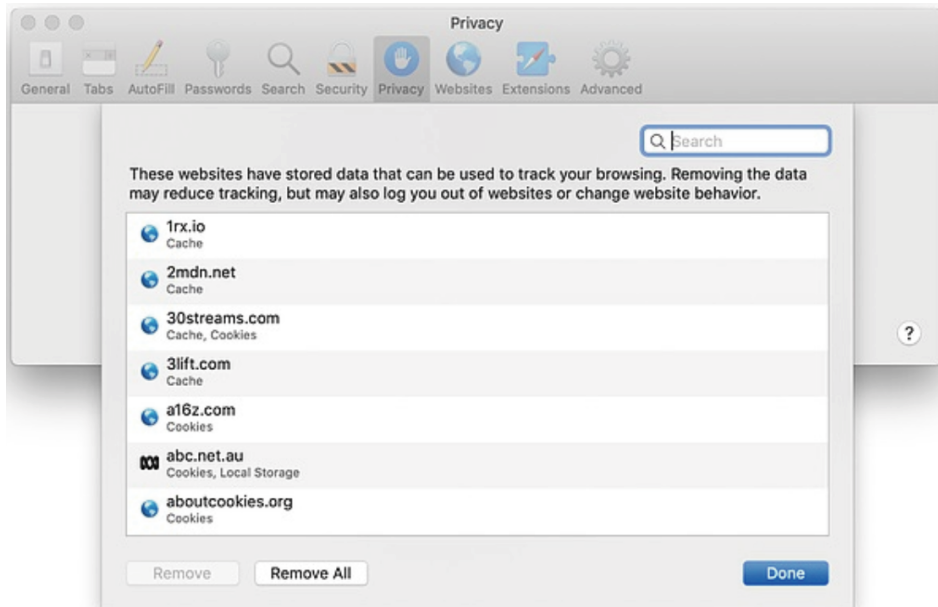 Privacy
General Tabs AutoFill Passwords Search Security Privacy Websites Extensions Advanced
Search
These websites have stored data that can be used to track your browsing. Removing the data
may reduce tracking, but may also log you out of websites or change website behavior.
1rx.io
Cache
2mdn.net
Cache
30streams.com
Cache, Cookies
?
3lift.com
Cache
a16z.com
Cookies
abc.net.au
Cookies, Local Storage
aboutcookies.org
Cookies
Remove Remove All Done